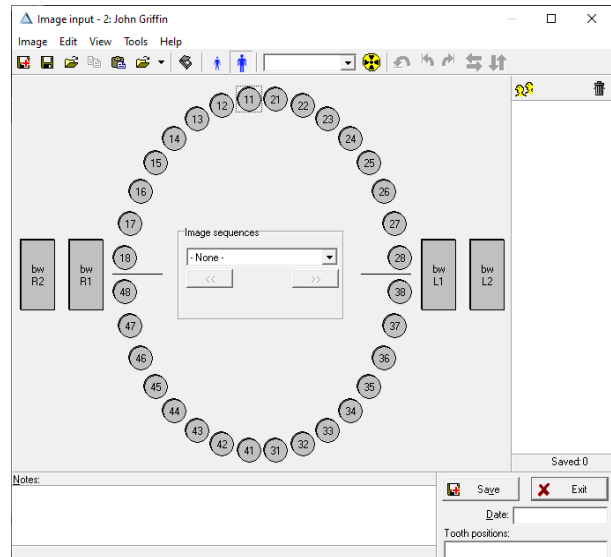 Image input - 2: John Griffin
Image Edit View Tools Help
11 21
12 22
13 23
14 24
15 25
16 26
17 27
Image sequences
- None -
18 28
<< >>
bw R2
bw R1
bw L1
bw L2
48 38
47 37
46 36
45 35
44 34
43 33
42 32
41 31
Saved:0
Notes:
Save Exit
Date:
Tooth positions: